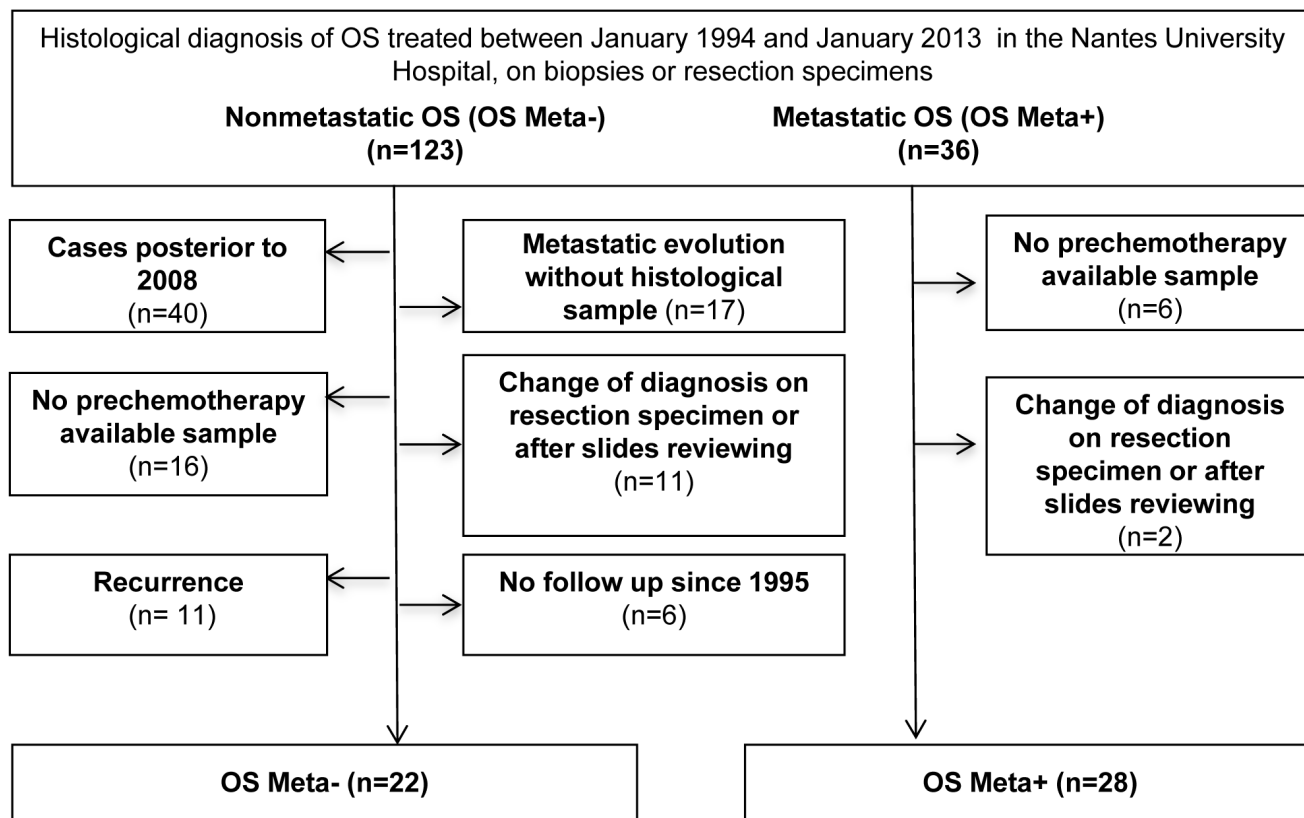 Histological diagnosis of OS treated between January 1994 and January 2013 in the Nantes University
Hospital, on biopsies or resection specimens
Nonmetastatic OS (OS Meta-)
(n=123)
Metastatic OS (OS Meta+)
(n=36)
Cases posterior to
2008
(n=40)
Metastatic evolution
without histological
sample (n=17)
No prechemotherapy
available sample
(n=6)
No prechemotherapy
available sample
(n=16)
Change of diagnosis on
resection specimen or
after slides reviewing
(n=11)
Change of diagnosis
on resection
specimen or after
slides reviewing
(n=2)
Recurrence
(n= 11)
No follow up since 1995
(n=6)
OS Meta- (n=22)
OS Meta+ (n=28)